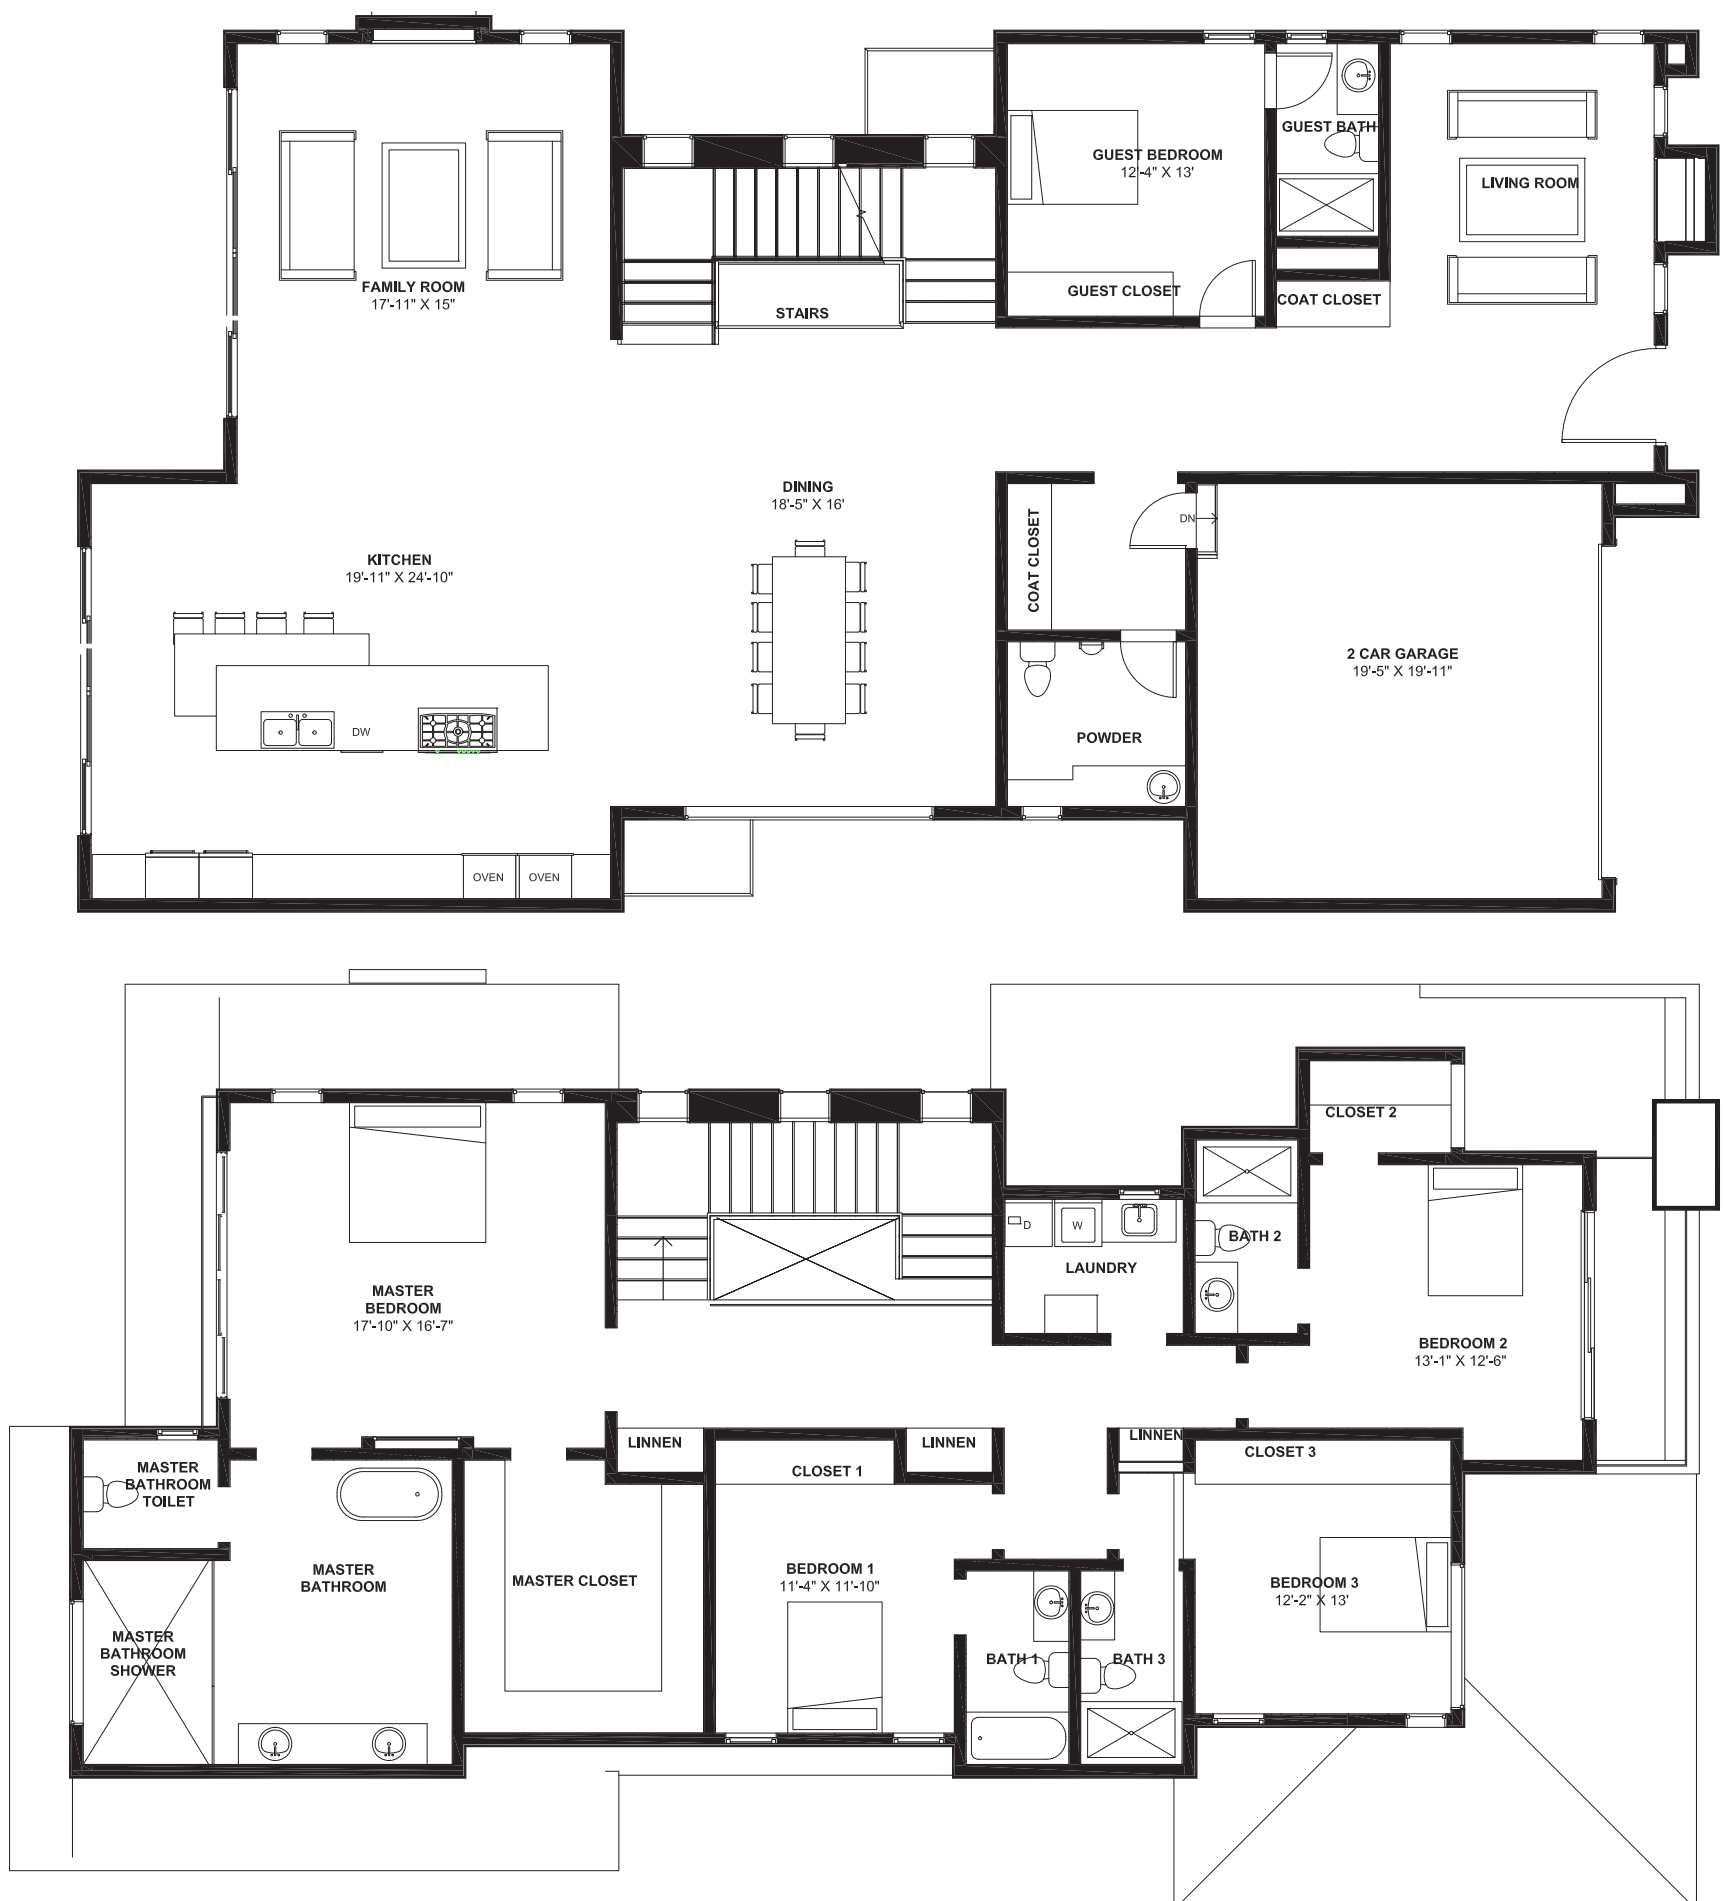 GUEST BATH
GUEST BEDROOM
12'-4" X 13'
LIVING ROOM
FAMILY ROOM
17'-11" X 15"
GUEST CLOSET
COAT CLOSET
STAIRS
DINING
18'-5" X 16'
DN
COAT CLOSET
KITCHEN
19'-11" X 24'-10"
2 CAR GARAGE
19'-5" X 19'-11"
DW
POWDER
OVEN
OVEN
CLOSET 2
D
W
BATH 2
LAUNDRY
MASTER
BEDROOM
17'-10" X 16'-7"
BEDROOM 2
13'-1" X 12'-6"
LINNEN
LINNEN
LINNEN
CLOSET 3
CLOSET 1
MASTER
BATHROOM
TOILET
MASTER
BATHROOM
MASTER CLOSET
BEDROOM 1
11'-4" X 11'-10"
BEDROOM 3
12'-2" X 13'
MASTER
BATHROOM
SHOWER
BATH 1
BATH 3